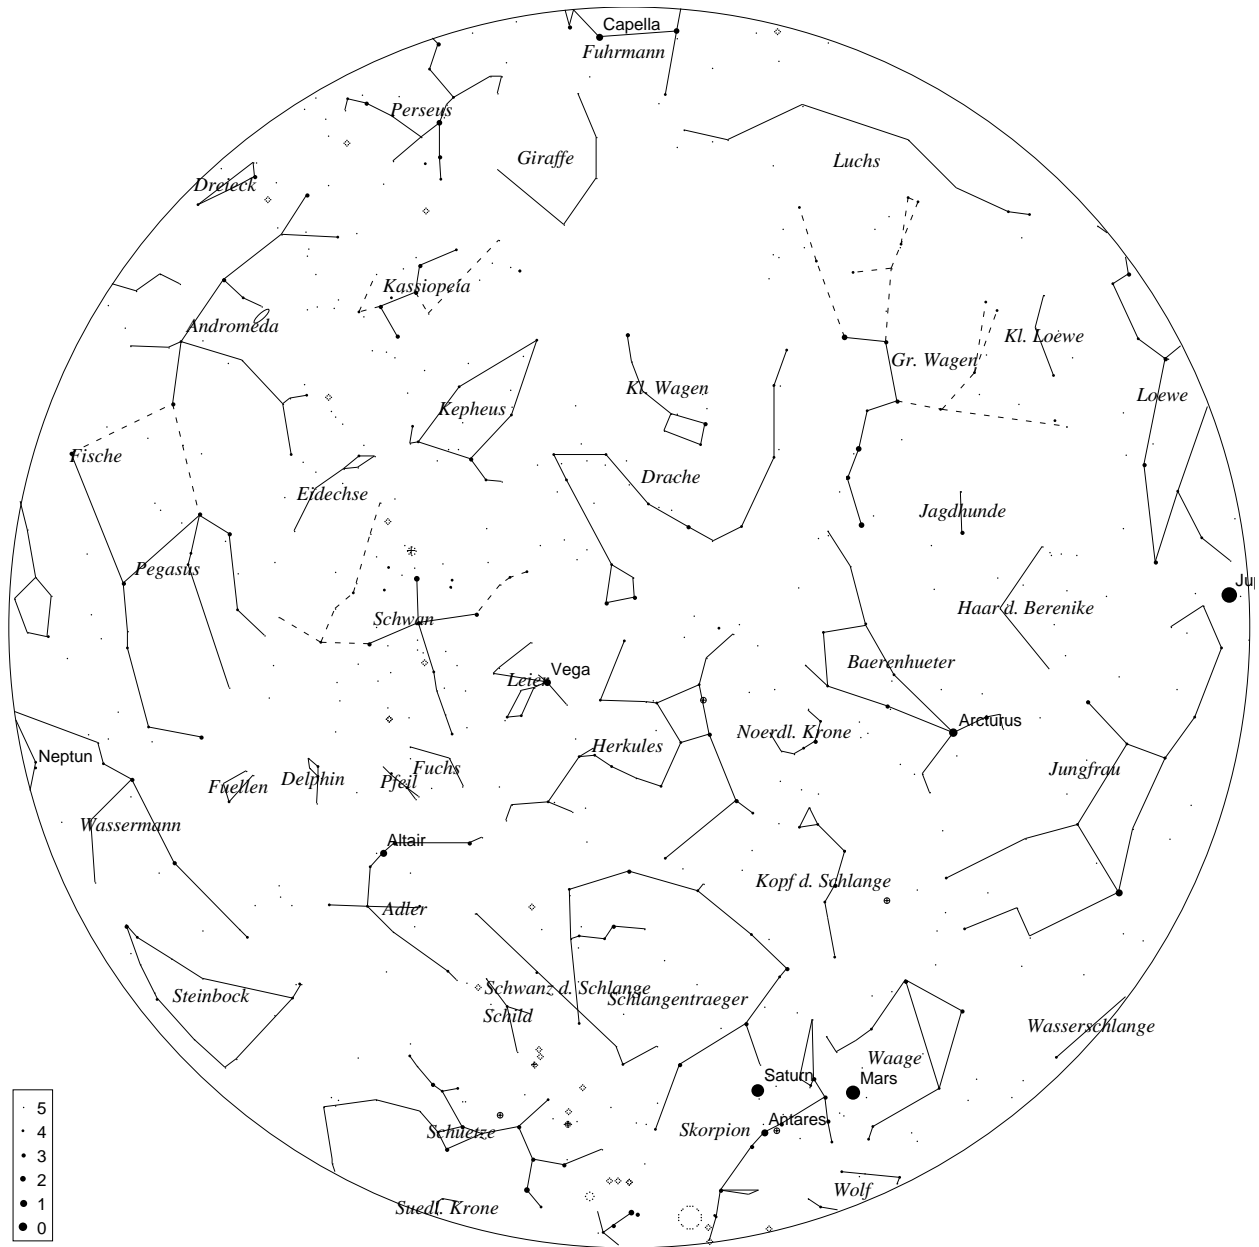 Capella
Fuhrmann
Perseus
Giraffe
Luchs
Dreieck
Kassiopeia
Andromeda
Kl. Loewe
Gr. Wagen
Kl. Wagen
Loewe
Kepheus
Fische
Drache
Eidechse
Jagdhunde
Pegasus
Jup
Haar d. Berenike
Schwan
Baerenhueter
Vega
Leier
Arcturus
Noerdl. Krone
Herkules
Neptun
Fuchs
Jungfrau
Delphin
Pfeil
Fuellen
Wassermann
Altair
Kopf d. Schlange
Adler
Schwanz d. Schlange
Steinbock
Schlangentraeger
Schild
Wasserschlange
Waage
Saturn
Mars
Antares
Schuetze
Skorpion
Wolf
Suedl. Krone
5
4
3
2
1
0